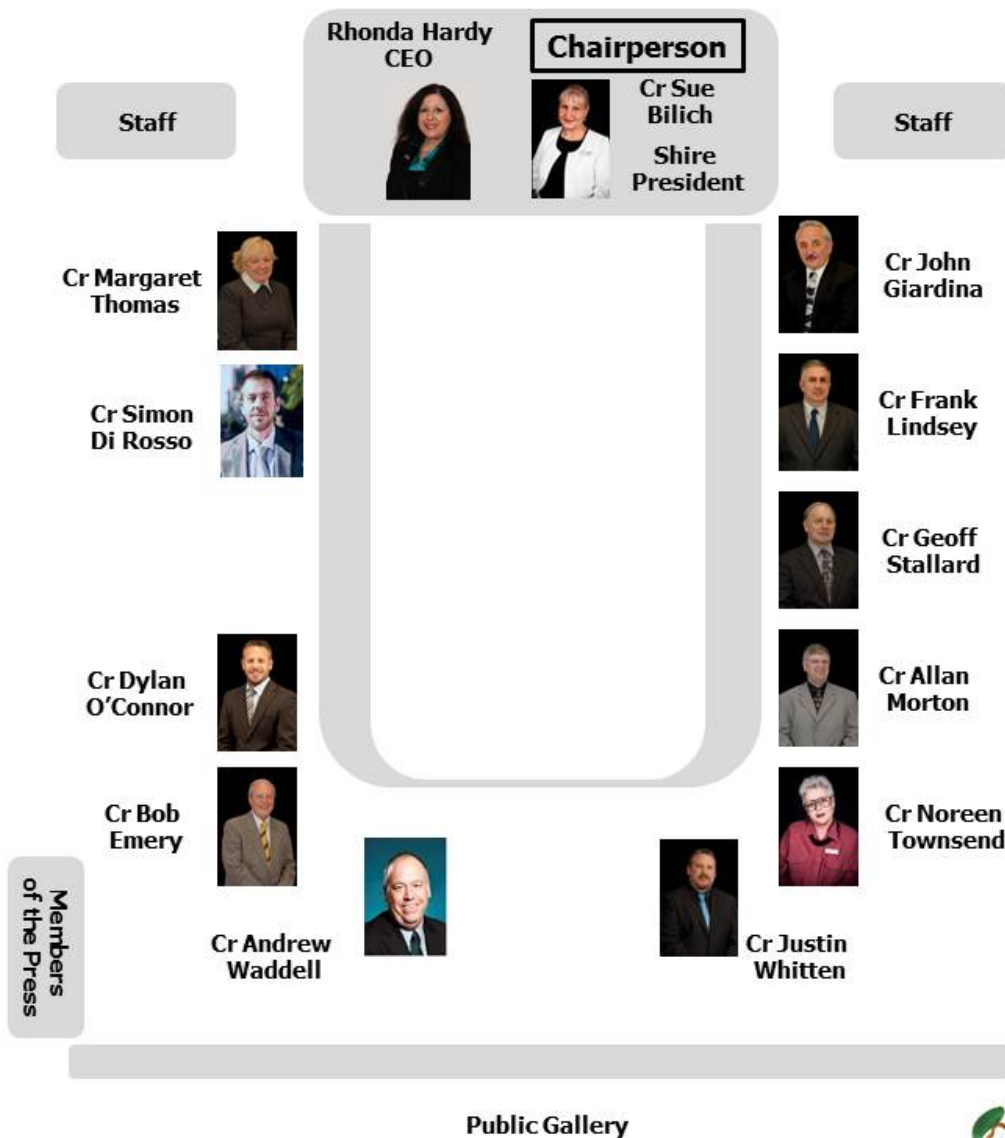 Rhonda Hardy
CEO
Chairperson
Cr Sue
Bilich
Shire
President
Staff
Staff
Cr Margaret
Thomas
Cr John
Giardina
Cr Simon
Di Rosso
Cr Frank
Lindsey
Cr Geoff
Stallard
Cr Dylan
O'Connor
Cr Allan
Morton
Cr Bob
Emery
Cr Noreen
Townsend
Members
of the Press
Cr Andrew
Waddell
Cr Justin
Whitten
Public Gallery